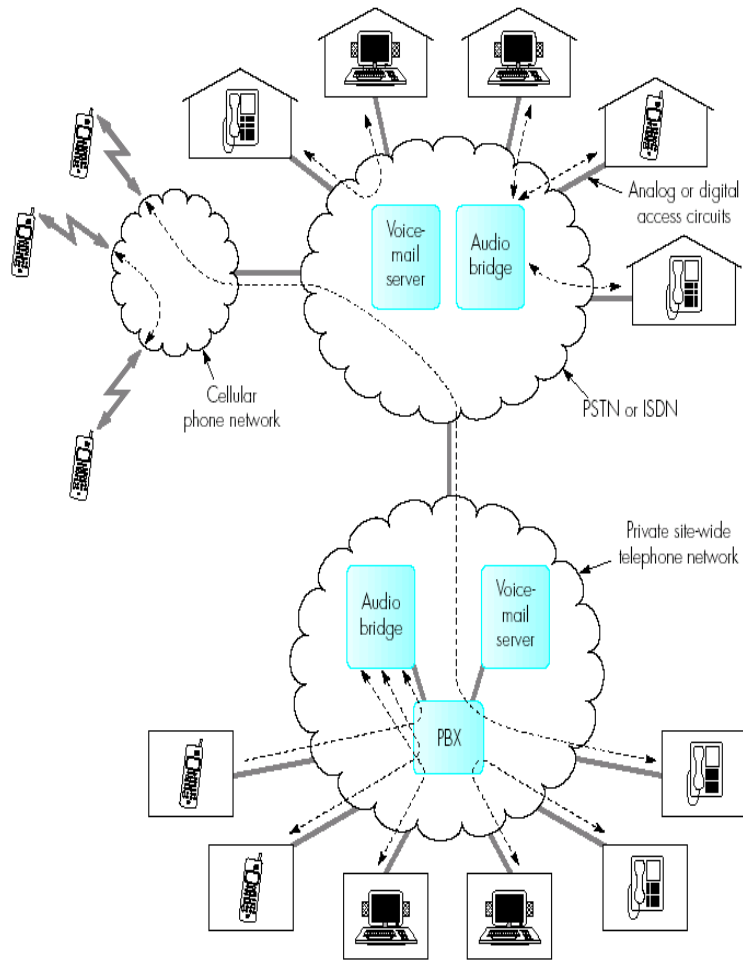 Voice-
mail
server
Audio
bridge
Analog or digital
access circuits
Cellular
phone network
PSTN or ISDN
Private site-wide
telephone network
Audio
bridge
Voice-
mail
server
PBX